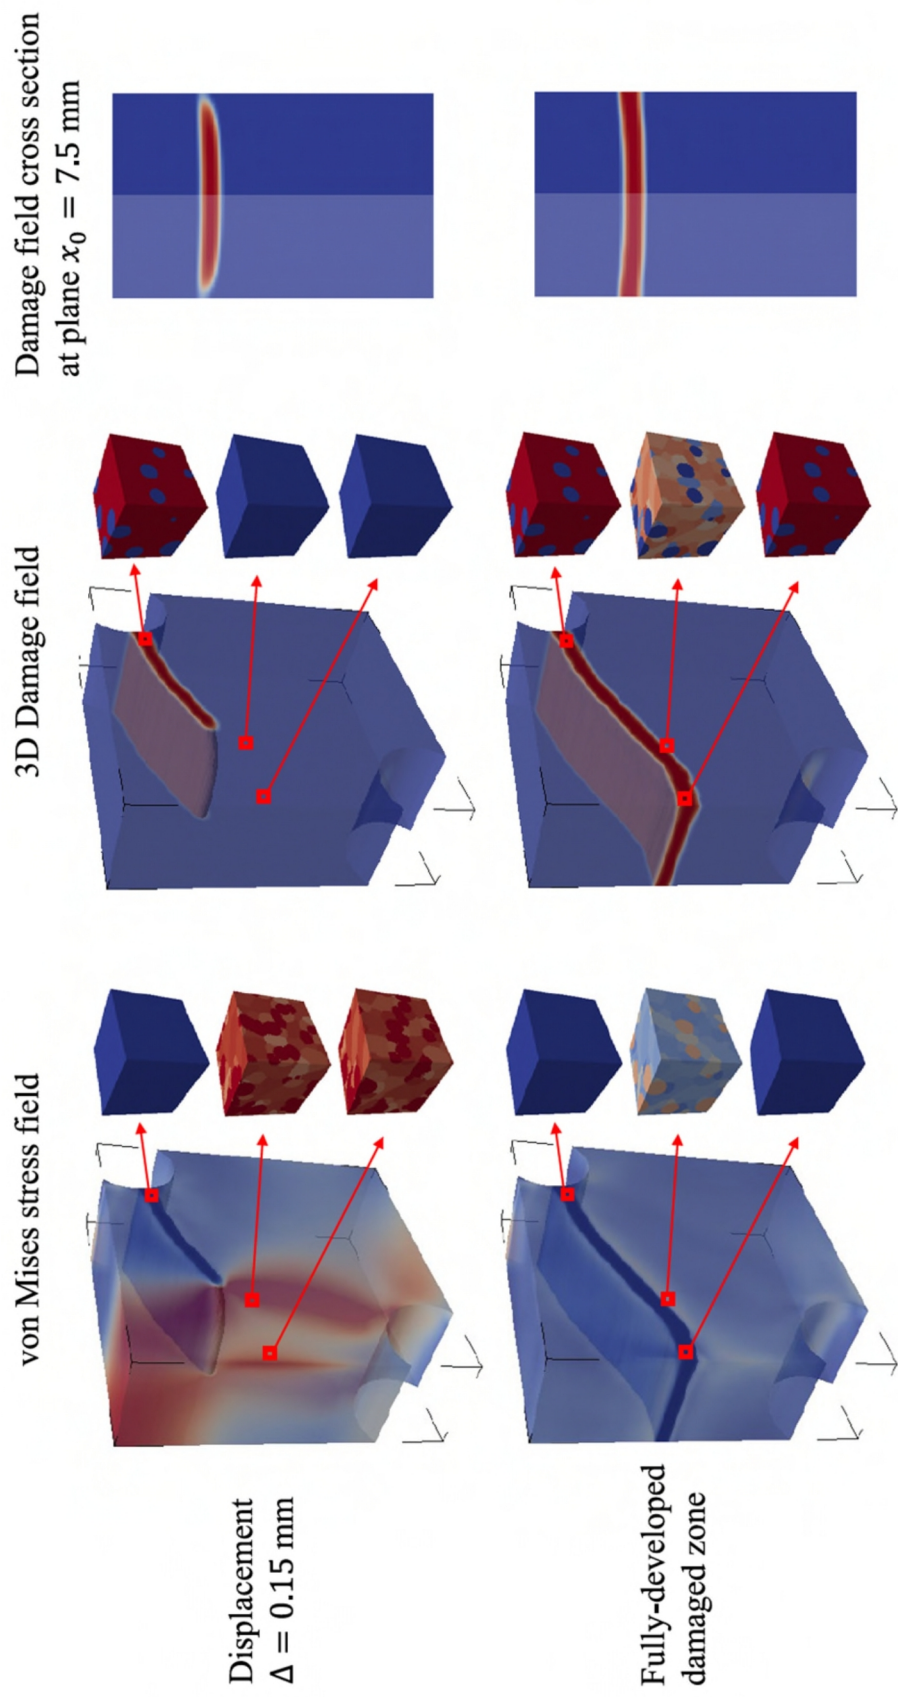 von Mises stress field
3D Damage field
Damage field cross section
at plane x₀ = 7.5 mm
Displacement
Δ = 0.15 mm
Fully-developed
damaged zone